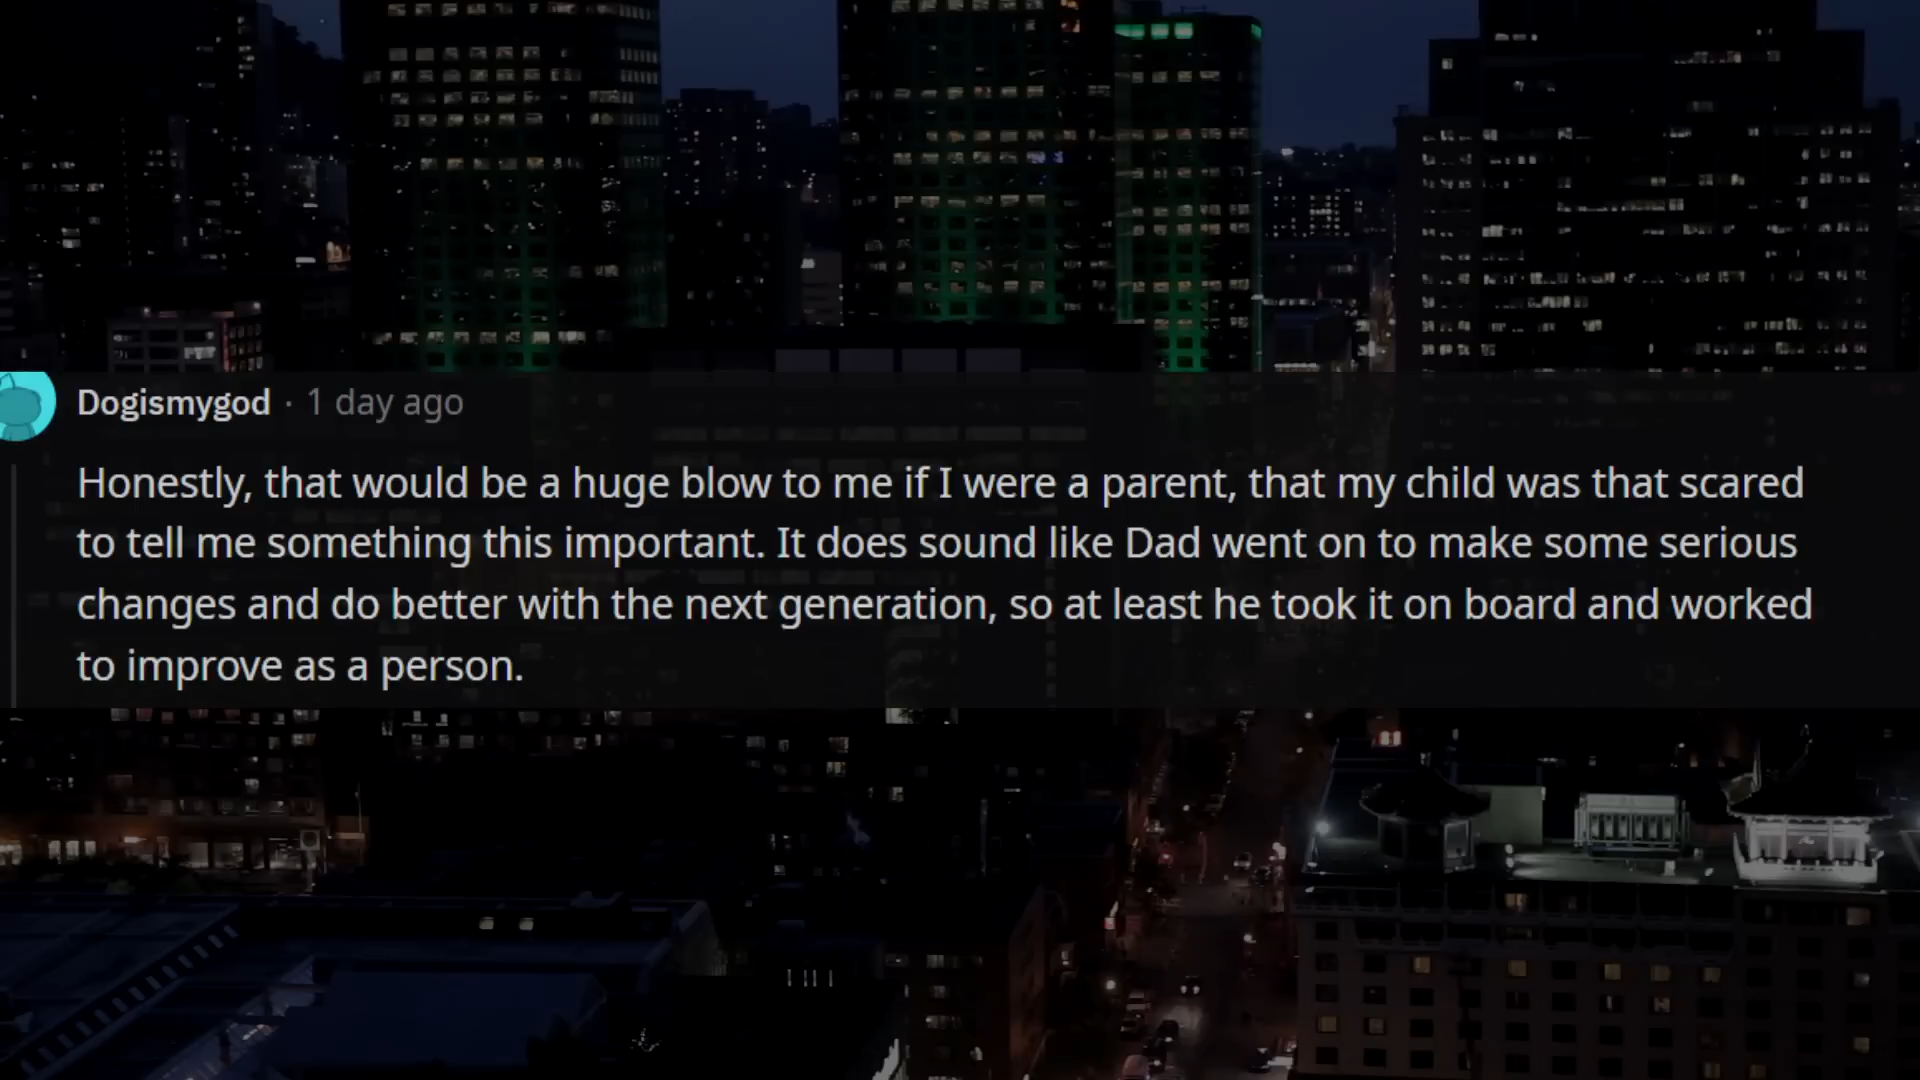 Dogismygod · 1 day ago
Honestly, that would be a huge blow to me if I were a parent, that my child was that scared
to tell me something this important. It does sound like Dad went on to make some serious
changes and do better with the next generation, so at least he took it on board and worked
to improve as a person.